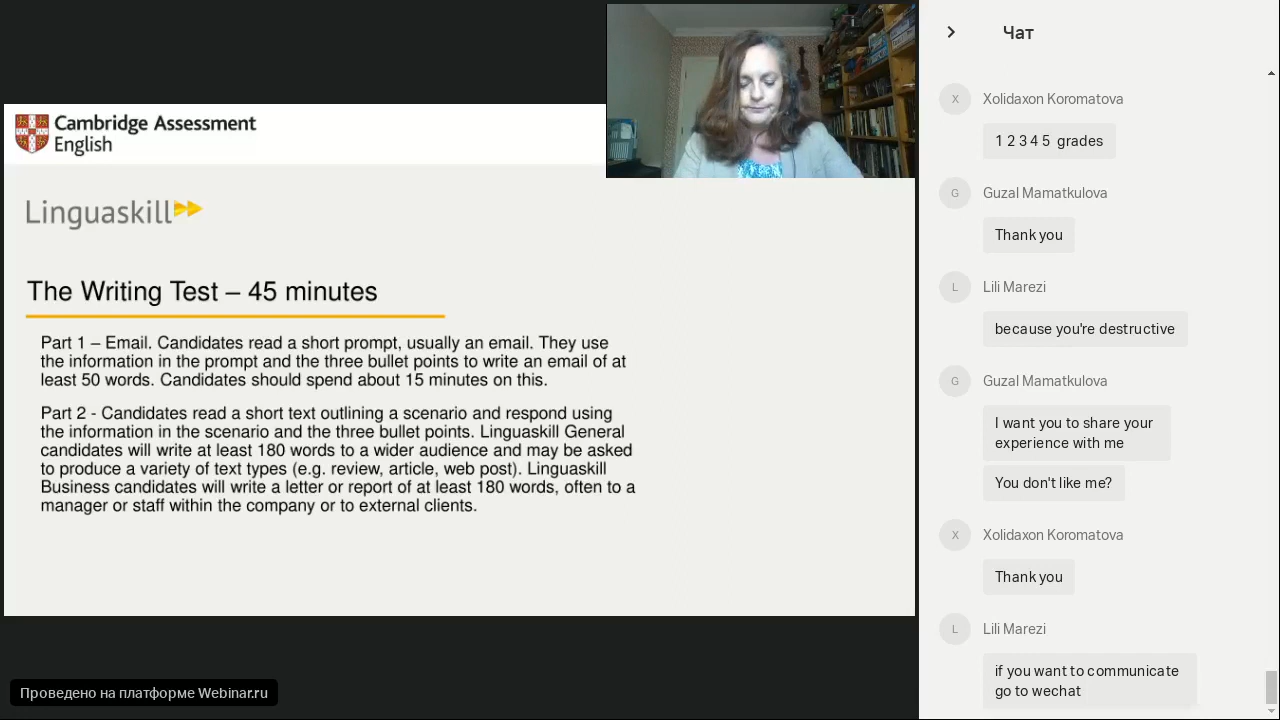 Cambridge Assessment
English
Linguaskill
The Writing Test – 45 minutes
Part 1 – Email. Candidates read a short prompt, usually an email. They use
the information in the prompt and the three bullet points to write an email of at
least 50 words. Candidates should spend about 15 minutes on this.
Part 2 - Candidates read a short text outlining a scenario and respond using
the information in the scenario and the three bullet points. Linguaskill General
candidates will write at least 180 words to a wider audience and may be asked
to produce a variety of text types (e.g. review, article, web post). Linguaskill
Business candidates will write a letter or report of at least 180 words, often to a
manager or staff within the company or to external clients.
Проведено на платформе Webinar.ru
Чат
X
Xolidaxon Koromatova
1 2 3 4 5 grades
G
Guzal Mamatkulova
Thank you
L
Lili Marezi
because you're destructive
G
Guzal Mamatkulova
I want you to share your
experience with me
You don't like me?
X
Xolidaxon Koromatova
Thank you
L
Lili Marezi
if you want to communicate
go to wechat